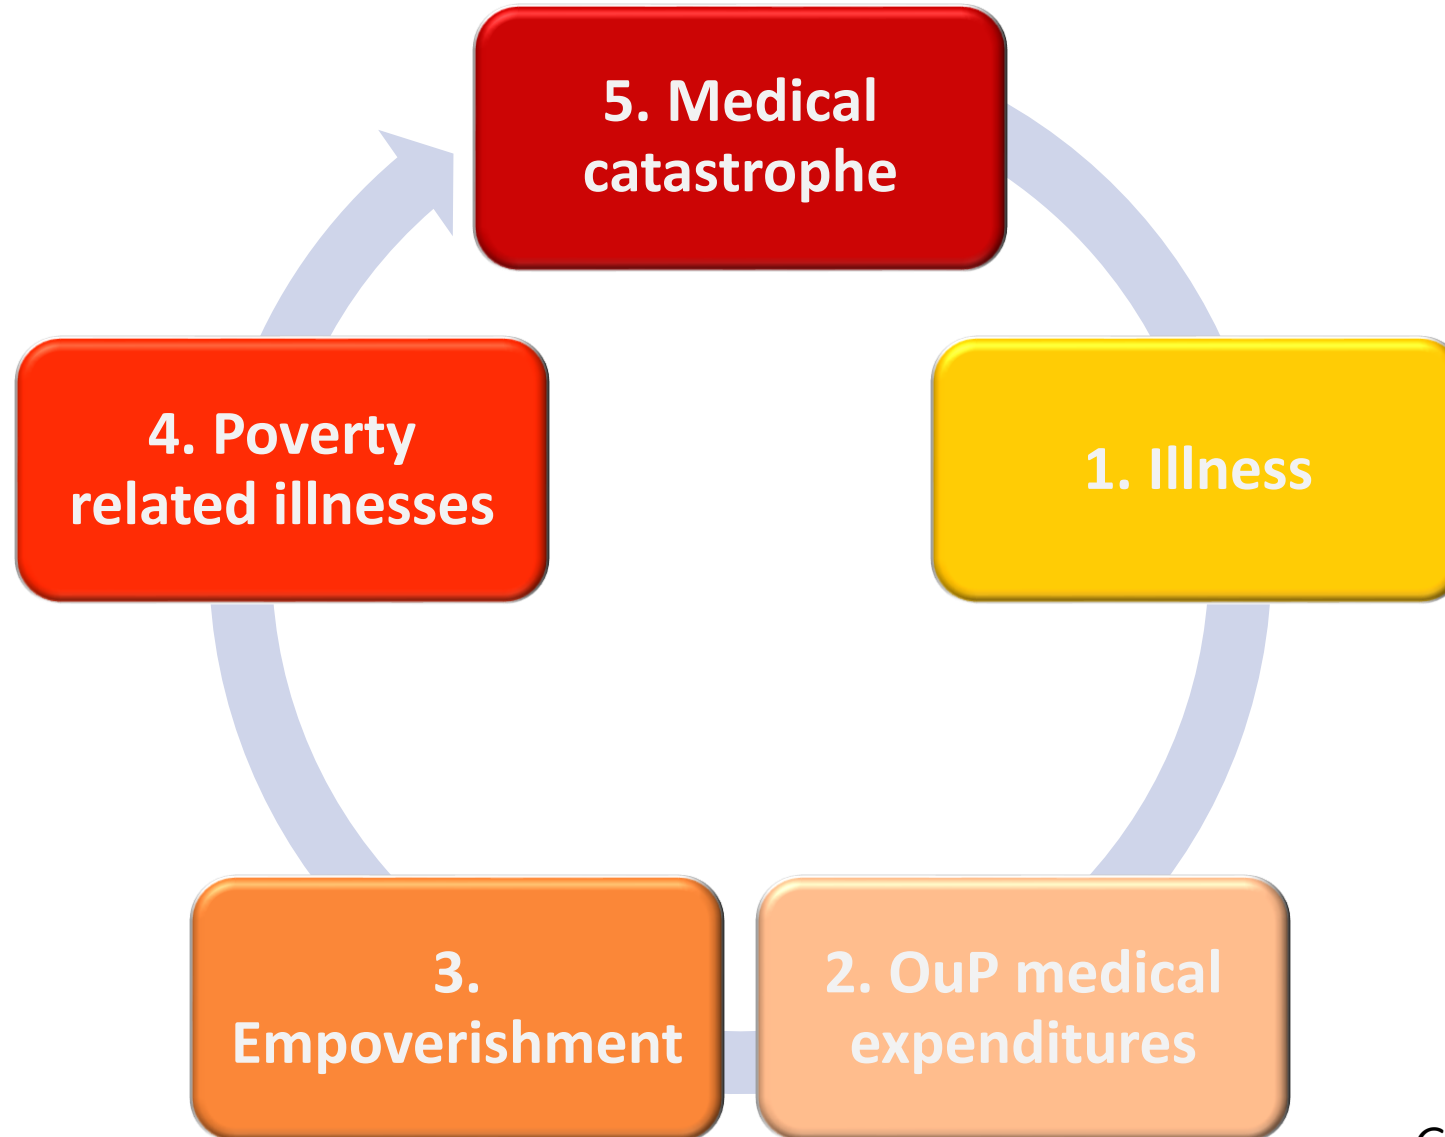 5. Medical
catastrophe
4. Poverty
related illnesses
1. Illness
3.
Empoverishment
2. OuP medical
expenditures